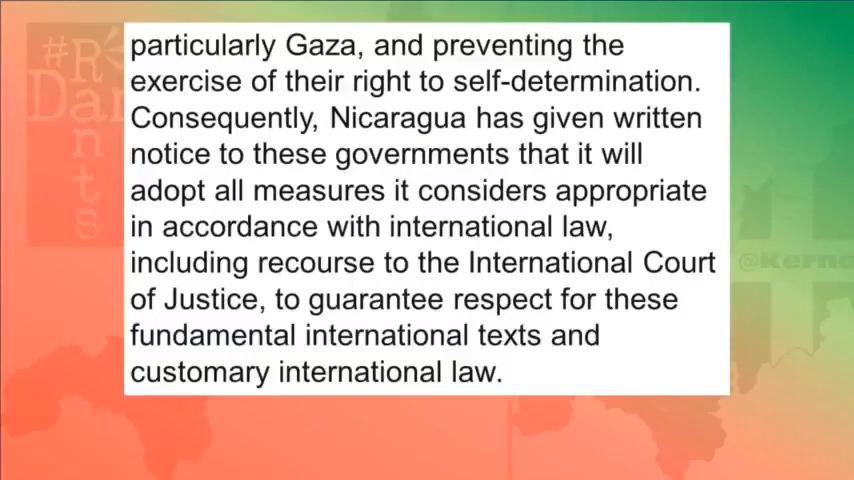 particularly Gaza, and preventing the
exercise of their right to self-determination.
Consequently, Nicaragua has given written
notice to these governments that it will
adopt all measures it considers appropriate
in accordance with international law,
including recourse to the International Court
of Justice, to guarantee respect for these
fundamental international texts and
customary international law.